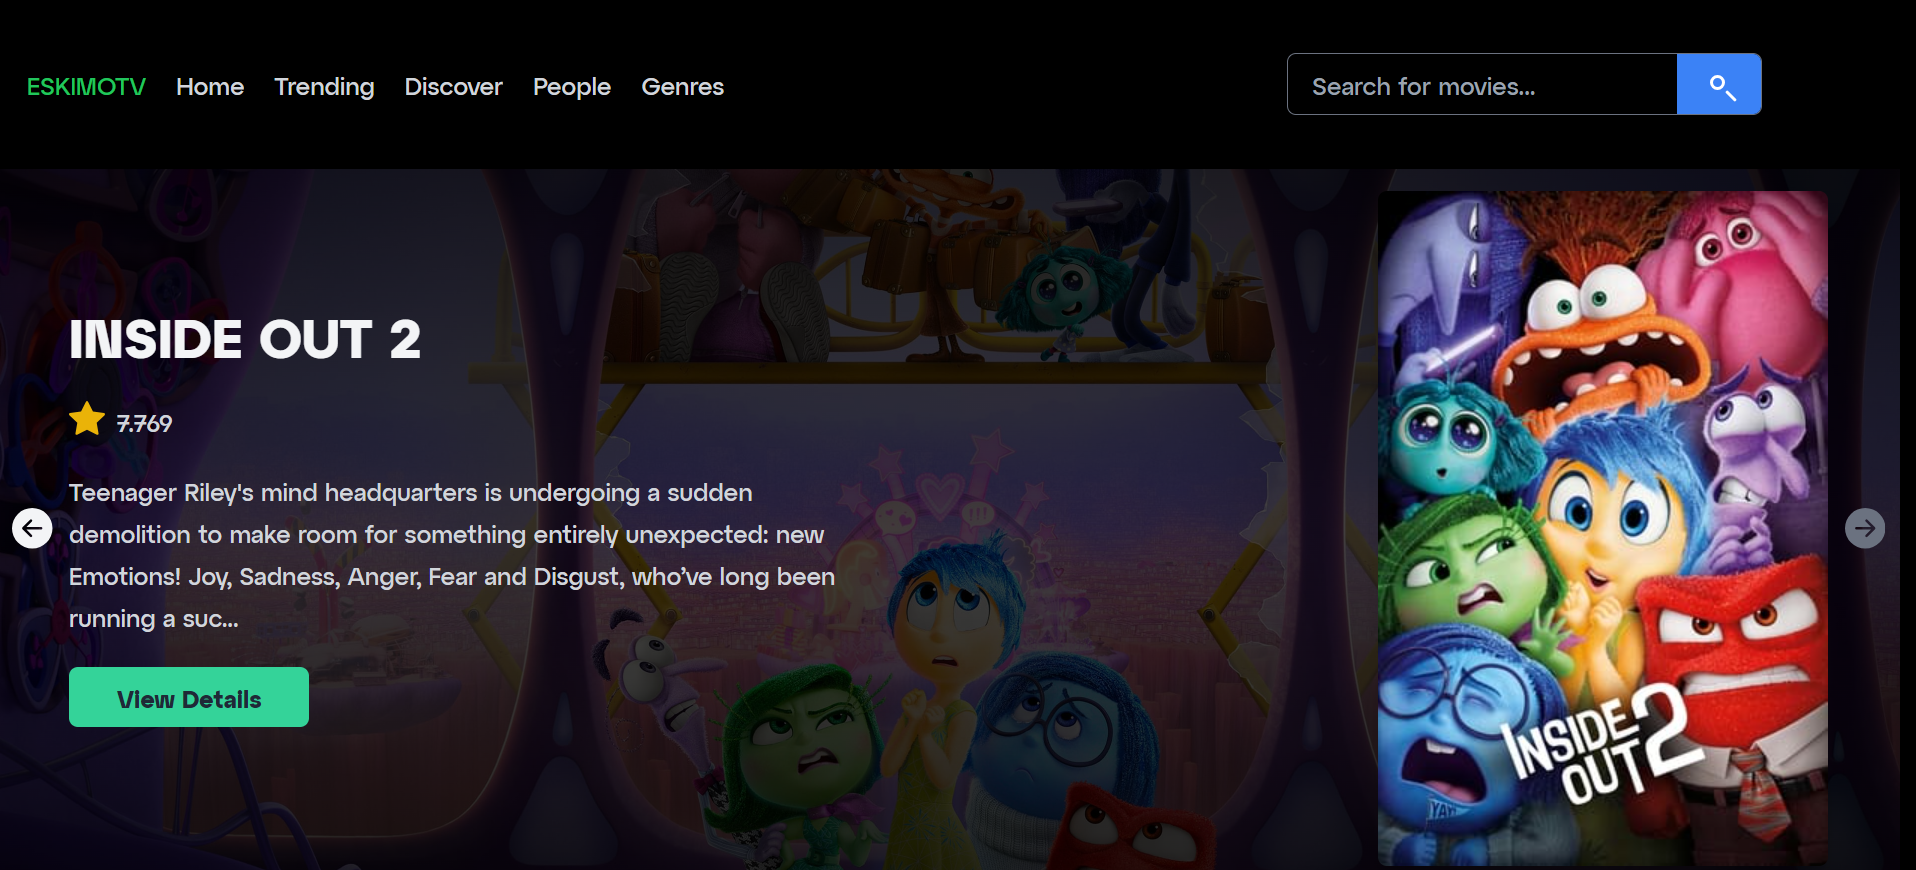 ESKIMOTV Home Trending Discover People Genres Search for movies...
INSIDE OUT 2
7.769
Teenager Riley's mind headquarters is undergoing a sudden
demolition to make room for something entirely unexpected: new
Emotions! Joy, Sadness, Anger, Fear and Disgust, who’ve long been
running a suc...
View Details
INSIDE
OUT 2
YAY!